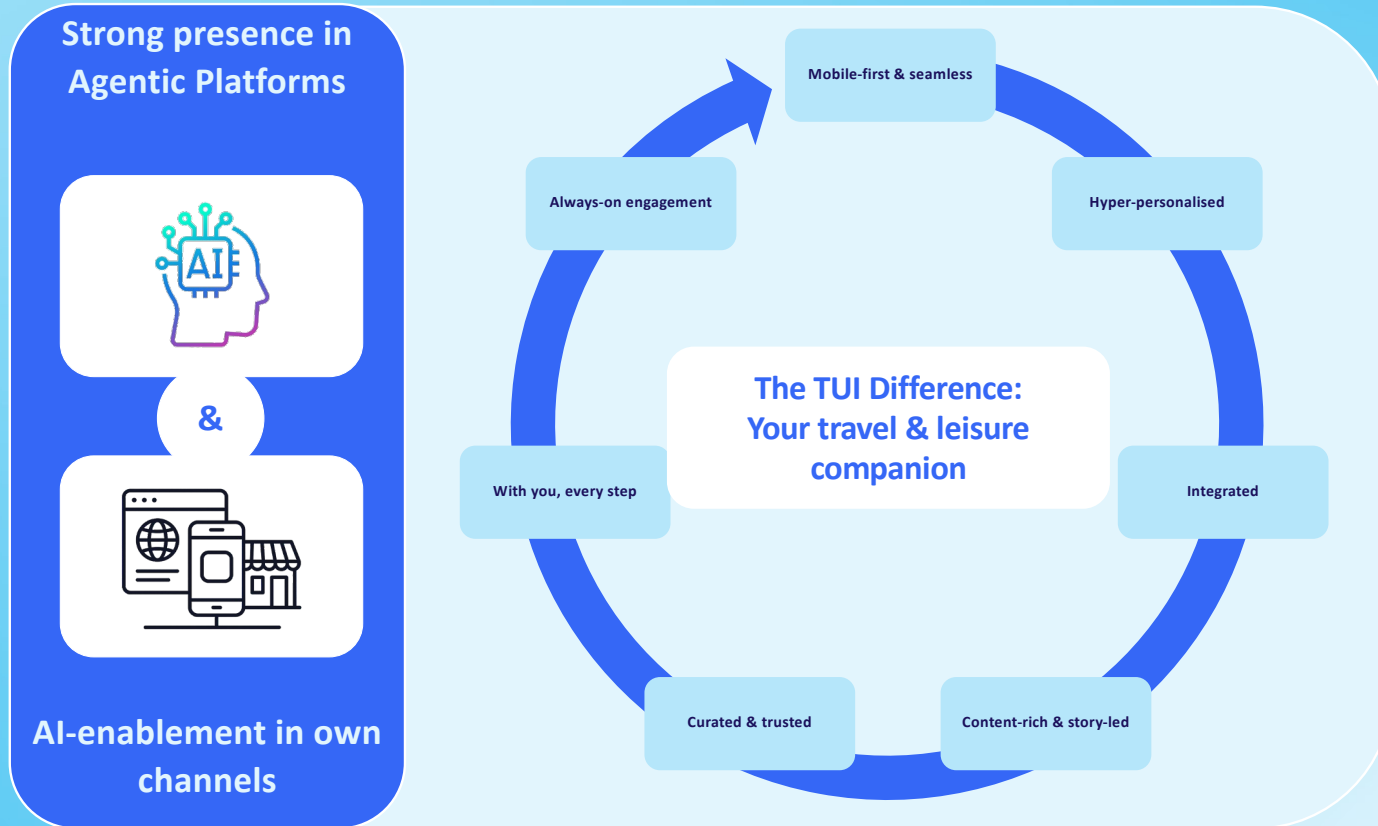 Strong presence in
Agentic Platforms
AI
&
AI-enablement in own
channels
Mobile-first & seamless
Hyper-personalised
Integrated
Content-rich & story-led
Curated & trusted
With you, every step
Always-on engagement
The TUI Difference:
Your travel & leisure
companion